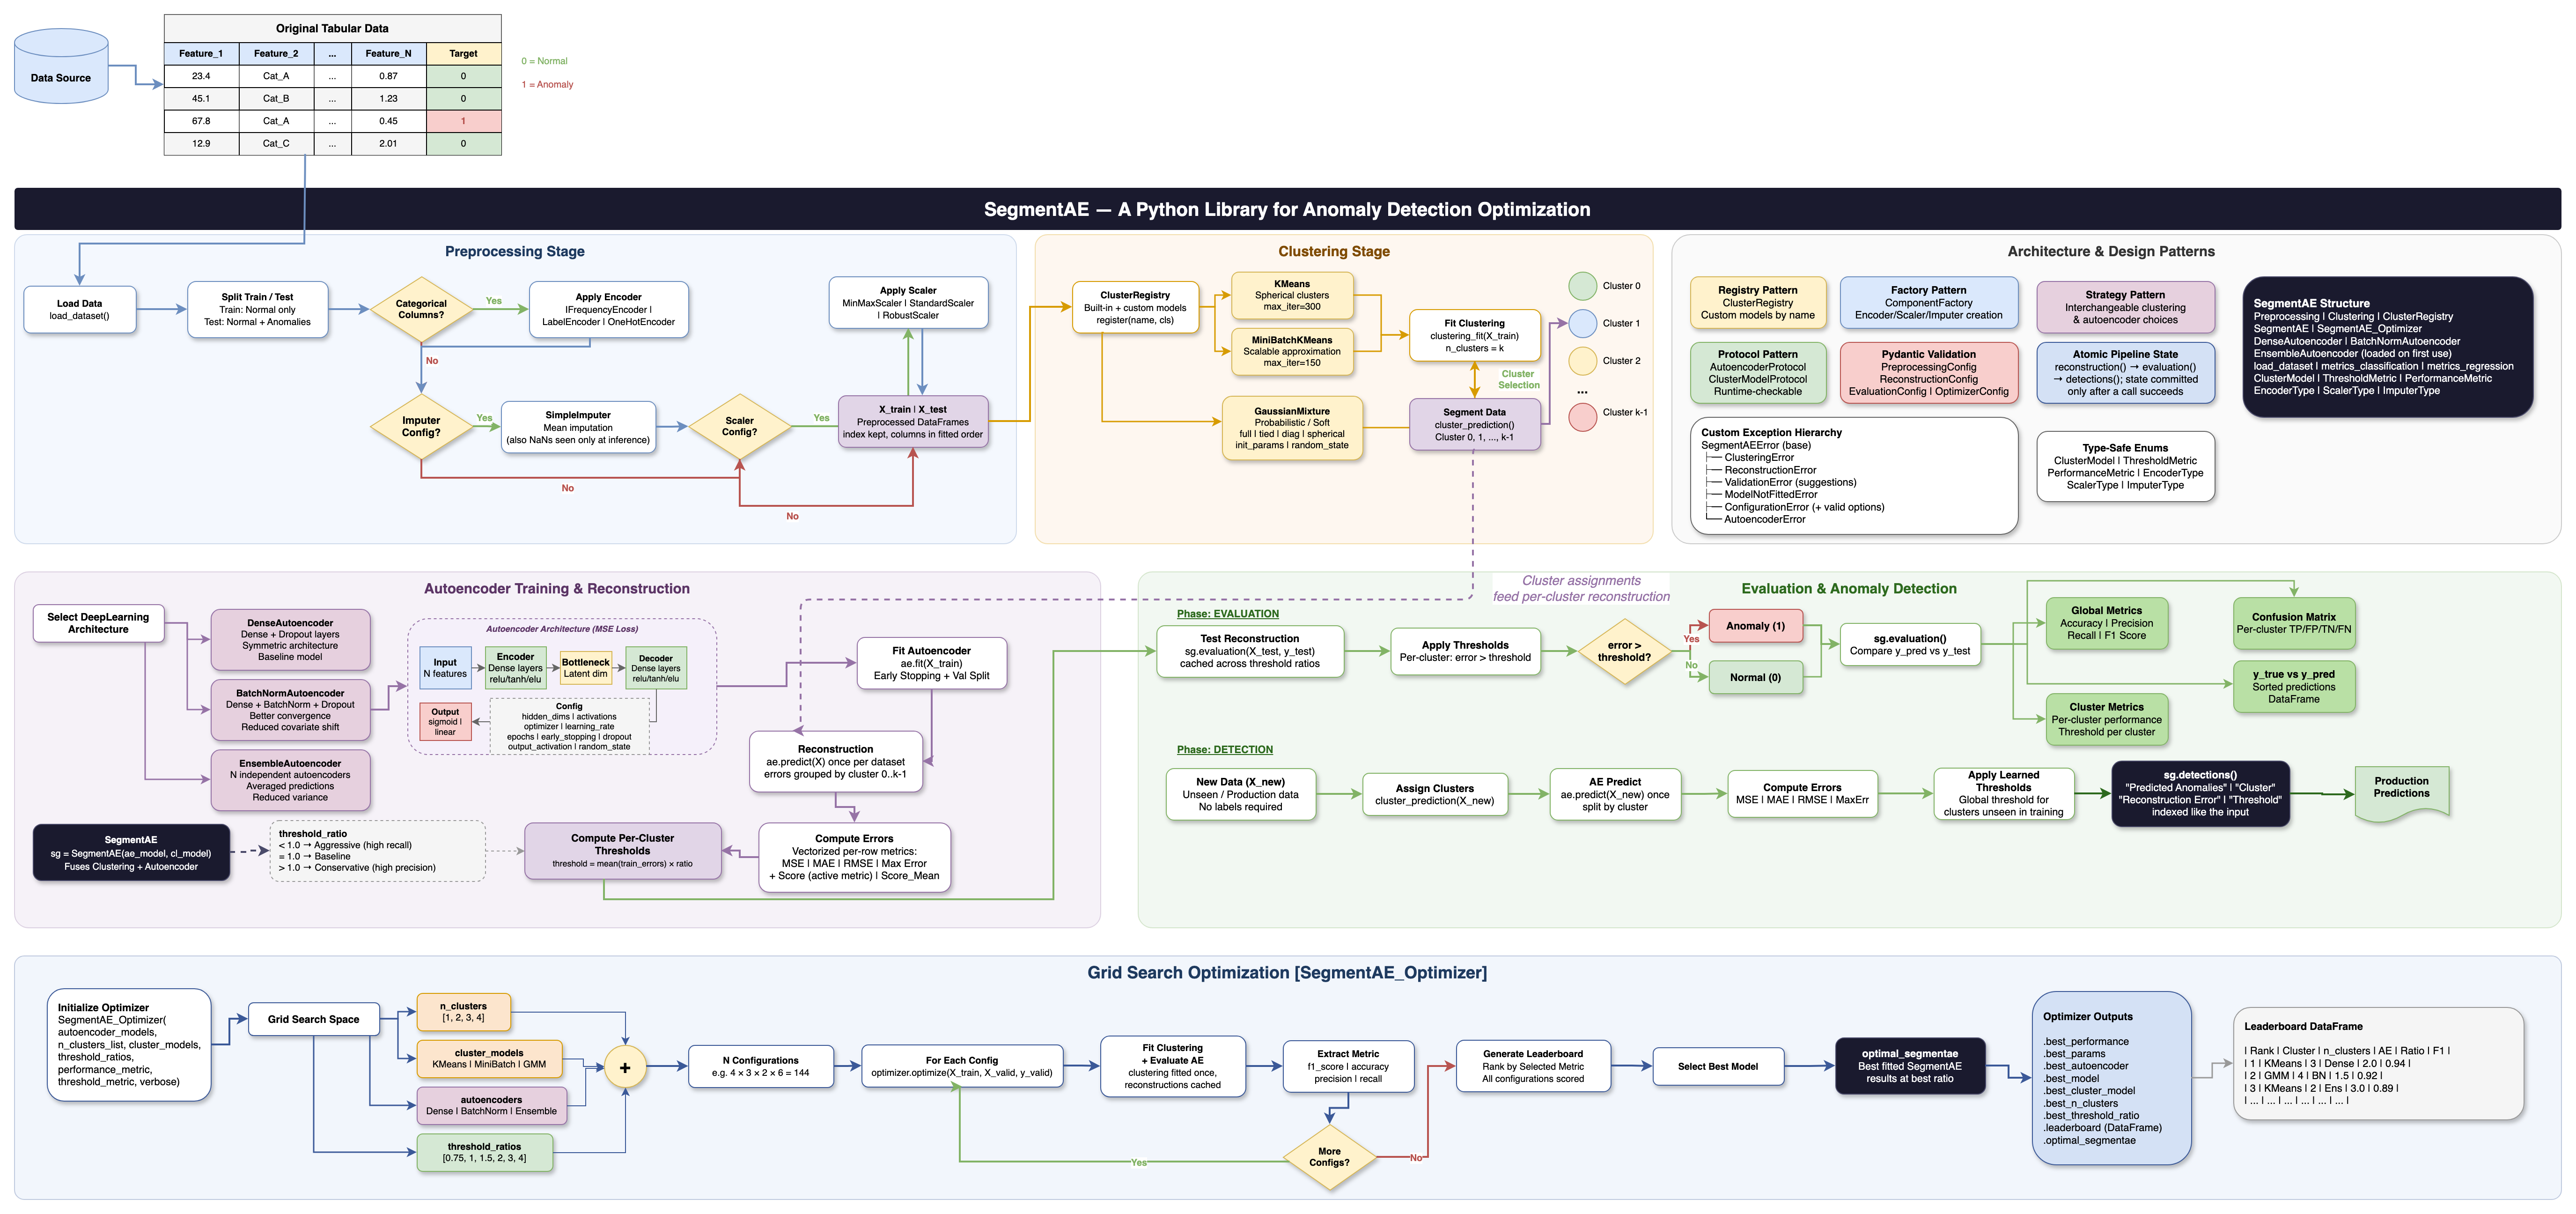 Data Source
Original Tabular Data
Feature_1 Feature_2 ... Feature_N Target
23.4 Cat_A ... 0.87 0
45.1 Cat_B ... 1.23 0
67.8 Cat_A ... 0.45 1
12.9 Cat_C ... 2.01 0
0 = Normal
1 = Anomaly
SegmentAE — A Python Library for Anomaly Detection Optimization
Preprocessing Stage
Load Data
load_dataset()
Split Train / Test
Train: Normal only
Test: Normal + Anomalies
Categorical
Columns?
Yes
Apply Encoder
IFrequencyEncoder |
LabelEncoder | OneHotEncoder
No
Imputer
Config?
Yes
SimpleImputer
Mean imputation
(also NaNs seen only at inference)
Scaler
Config?
Yes
Apply Scaler
MinMaxScaler | StandardScaler
| RobustScaler
X_train | X_test
Preprocessed DataFrames
index kept, columns in fitted order
No
No
Clustering Stage
ClusterRegistry
Built-in + custom models
register(name, cls)
KMeans
Spherical clusters
max_iter=300
MiniBatchKMeans
Scalable approximation
max_iter=150
GaussianMixture
Probabilistic / Soft
full | tied | diag | spherical
init_params | random_state
Fit Clustering
clustering_fit(X_train)
n_clusters = k
Cluster
Selection
Segment Data
cluster_prediction()
Cluster 0, 1, ..., k-1
Cluster 0
Cluster 1
Cluster 2
...
Cluster k-1
Architecture & Design Patterns
Registry Pattern
ClusterRegistry
Custom models by name
Factory Pattern
ComponentFactory
Encoder/Scaler/Imputer creation
Strategy Pattern
Interchangeable clustering
& autoencoder choices
Protocol Pattern
AutoencoderProtocol
ClusterModelProtocol
Runtime-checkable
Pydantic Validation
PreprocessingConfig
ReconstructionConfig
EvaluationConfig | OptimizerConfig
Atomic Pipeline State
reconstruction() → evaluation()
→ detections(); state committed
only after a call succeeds
SegmentAE Structure
Preprocessing | Clustering | ClusterRegistry
SegmentAE | SegmentAE_Optimizer
DenseAutoencoder | BatchNormAutoencoder
EnsembleAutoencoder (loaded on first use)
load_dataset | metrics_classification | metrics_regression
ClusterModel | ThresholdMetric | PerformanceMetric
EncoderType | ScalerType | ImputerType
Custom Exception Hierarchy
SegmentAEError (base)
├── ClusteringError
├── ReconstructionError
├── ValidationError (suggestions)
├── ModelNotFittedError
├── ConfigurationError (+ valid options)
└── AutoencoderError
Type-Safe Enums
ClusterModel | ThresholdMetric
PerformanceMetric | EncoderType
ScalerType | ImputerType
Autoencoder Training & Reconstruction
Select DeepLearning
Architecture
DenseAutoencoder
Dense + Dropout layers
Symmetric architecture
Baseline model
BatchNormAutoencoder
Dense + BatchNorm + Dropout
Better convergence
Reduced covariate shift
EnsembleAutoencoder
N independent autoencoders
Averaged predictions
Reduced variance
Autoencoder Architecture (MSE Loss)
Input
N features
Encoder
Dense layers
relu/tanh/elu
Bottleneck
Latent dim
Decoder
Dense layers
relu/tanh/elu
Output
sigmoid |
linear
Config
hidden_dims | activations
optimizer | learning_rate
epochs | early_stopping | dropout
output_activation | random_state
Fit Autoencoder
ae.fit(X_train)
Early Stopping + Val Split
Reconstruction
ae.predict(X) once per dataset
errors grouped by cluster 0..k-1
Compute Errors
Vectorized per-row metrics:
MSE | MAE | RMSE | Max Error
+ Score (active metric) | Score_Mean
Compute Per-Cluster
Thresholds
threshold = mean(train_errors) × ratio
SegmentAE
sg = SegmentAE(ae_model, cl_model)
Fuses Clustering + Autoencoder
threshold_ratio
< 1.0 → Aggressive (high recall)
= 1.0 → Baseline
> 1.0 → Conservative (high precision)
Cluster assignments
feed per-cluster reconstruction
Evaluation & Anomaly Detection
Phase: EVALUATION
Test Reconstruction
sg.evaluation(X_test, y_test)
cached across threshold ratios
Apply Thresholds
Per-cluster: error > threshold
error >
threshold?
Yes
No
Anomaly (1)
Normal (0)
sg.evaluation()
Compare y_pred vs y_test
Global Metrics
Accuracy | Precision
Recall | F1 Score
Confusion Matrix
Per-cluster TP/FP/TN/FN
y_true vs y_pred
Sorted predictions
DataFrame
Cluster Metrics
Per-cluster performance
Threshold per cluster
Phase: DETECTION
New Data (X_new)
Unseen / Production data
No labels required
Assign Clusters
cluster_prediction(X_new)
AE Predict
ae.predict(X_new) once
split by cluster
Compute Errors
MSE | MAE | RMSE | MaxErr
Apply Learned
Thresholds
Global threshold for
clusters unseen in training
sg.detections()
"Predicted Anomalies" | "Cluster"
"Reconstruction Error" | "Threshold"
indexed like the input
Production
Predictions
Grid Search Optimization [SegmentAE_Optimizer]
Initialize Optimizer
SegmentAE_Optimizer(
autoencoder_models,
n_clusters_list, cluster_models,
threshold_ratios,
performance_metric,
threshold_metric, verbose)
Grid Search Space
n_clusters
[1, 2, 3, 4]
cluster_models
KMeans | MiniBatch | GMM
autoencoders
Dense | BatchNorm | Ensemble
threshold_ratios
[0.75, 1, 1.5, 2, 3, 4]
+
N Configurations
e.g. 4 × 3 × 2 × 6 = 144
For Each Config
optimizer.optimize(X_train, X_valid, y_valid)
Fit Clustering
+ Evaluate AE
clustering fitted once,
reconstructions cached
Extract Metric
f1_score | accuracy
precision | recall
More
Configs?
Yes
No
Generate Leaderboard
Rank by Selected Metric
All configurations scored
Select Best Model
optimal_segmentae
Best fitted SegmentAE
results at best ratio
Optimizer Outputs
.best_performance
.best_params
.best_autoencoder
.best_model
.best_cluster_model
.best_n_clusters
.best_threshold_ratio
.leaderboard (DataFrame)
.optimal_segmentae
Leaderboard DataFrame
| Rank | Cluster | n_clusters | AE | Ratio | F1 |
| 1 | KMeans | 3 | Dense | 2.0 | 0.94 |
| 2 | GMM | 4 | BN | 1.5 | 0.92 |
| 3 | KMeans | 2 | Ens | 3.0 | 0.89 |
| ... | ... | ... | ... | ... | ... |